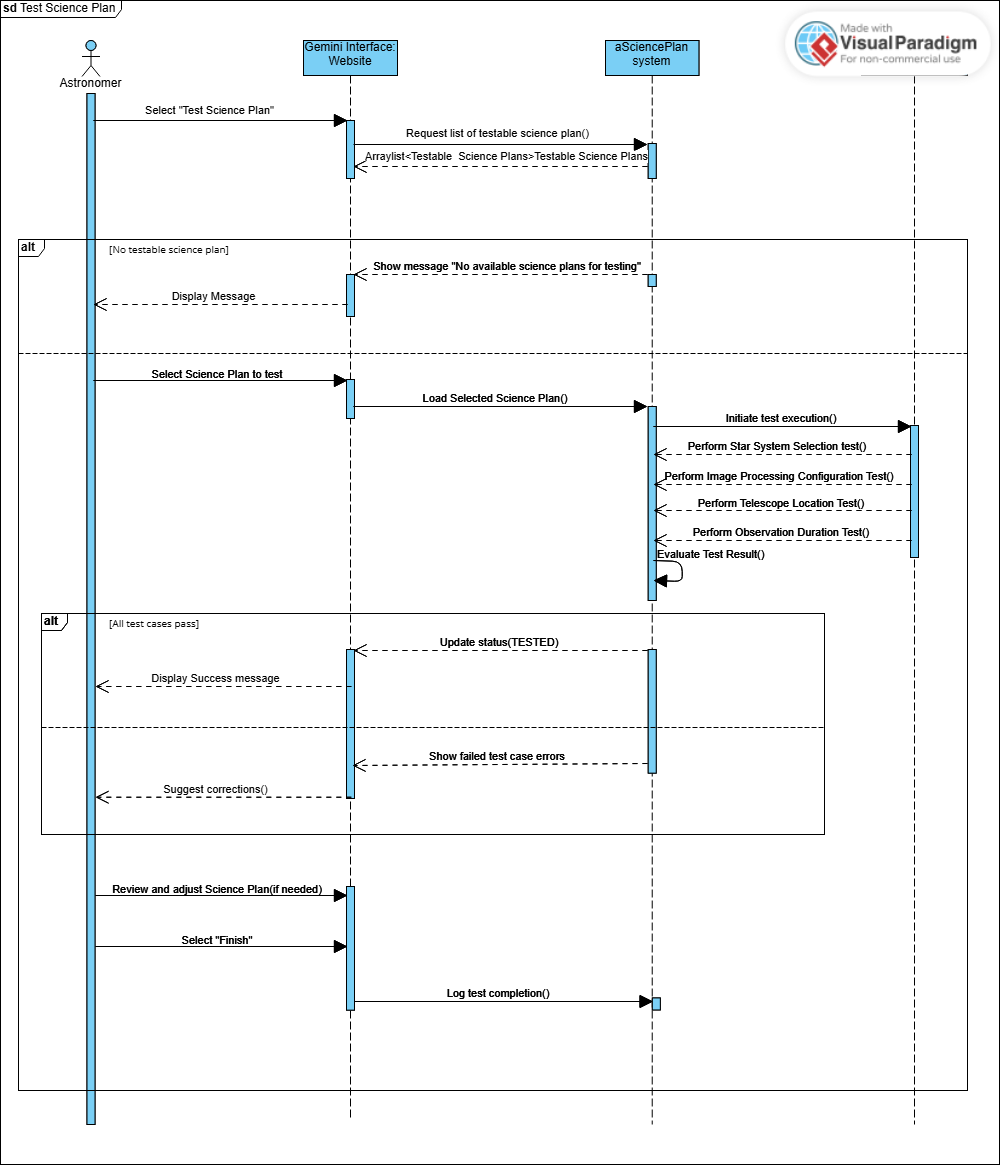 sd Test Science Plan
Made with
Visual Paradigm
For non-commercial use
Gemini Interface:
Website
aSciencePlan
system
Astronomer
Select "Test Science Plan"
Request list of testable science plan()
Arraylist<Testable Science Plans>Testable Science Plans
alt
[No testable science plan]
Show message "No available science plans for testing"
Display Message
Select Science Plan to test
Load Selected Science Plan()
Initiate test execution()
Perform Star System Selection test()
Perform Image Processing Configuration Test()
Perform Telescope Location Test()
Perform Observation Duration Test()
Evaluate Test Result()
alt
[All test cases pass]
Update status(TESTED)
Display Success message
Show failed test case errors
Suggest corrections()
Review and adjust Science Plan(if needed)
Select "Finish"
Log test completion()